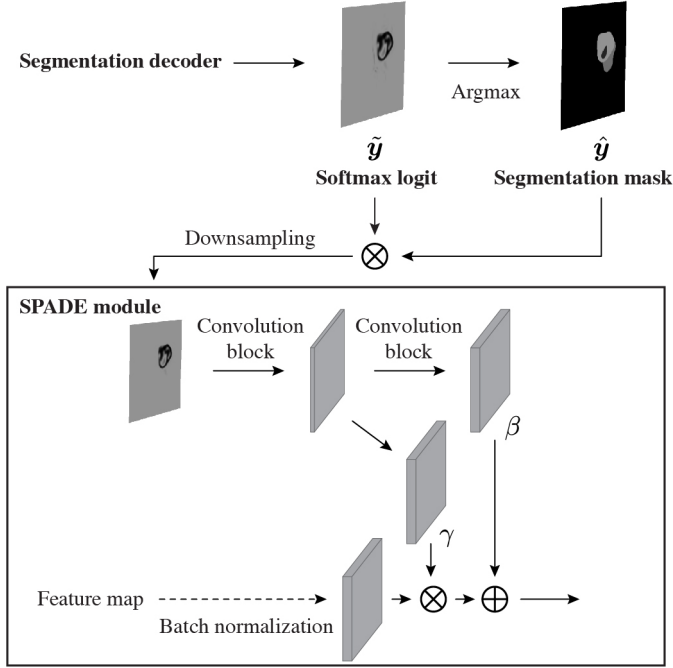 Segmentation decoder
Argmax
ỹ
ŷ
Softmax logit
Segmentation mask
Downsampling
SPADE module
Convolution block
Convolution block
β
γ
Feature map
Batch normalization